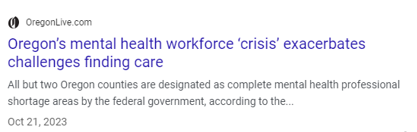 OregonLive.com
Oregon's mental health workforce 'crisis' exacerbates
challenges finding care
All but two Oregon counties are designated as complete mental health professional
shortage areas by the federal government, according to the...
Oct 21, 2023